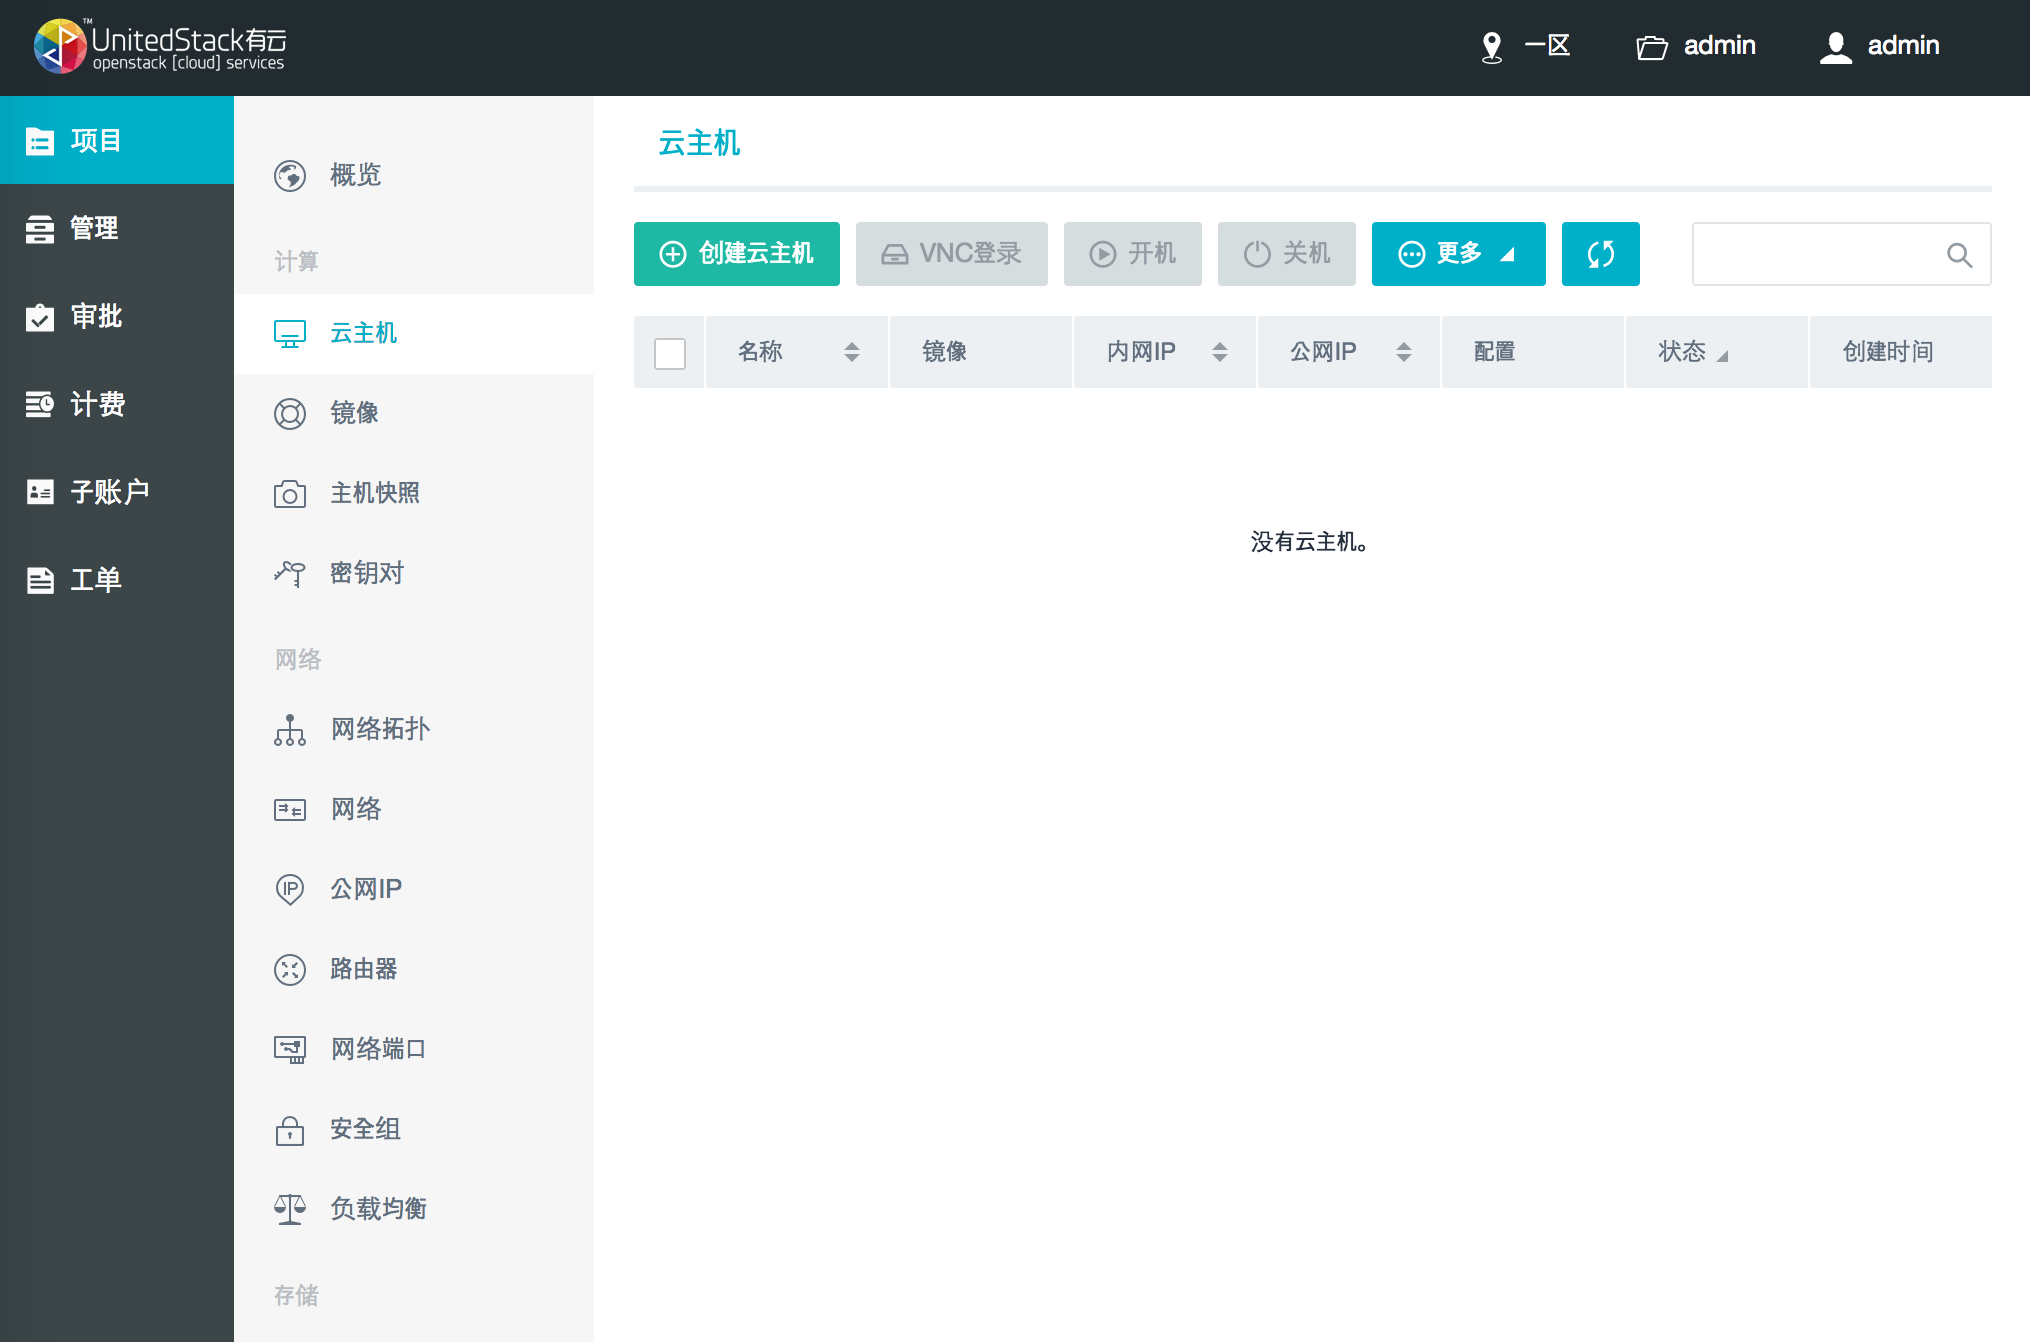 UnitedStack有云™
openstack [cloud] services
一区
admin
admin
项目
管理
审批
计费
子账户
工单
概览
计算
云主机
镜像
主机快照
密钥对
网络
网络拓扑
网络
IP
公网IP
路由器
网络端口
安全组
负载均衡
存储
云主机
创建云主机
VNC登录
开机
关机
更多
名称
镜像
内网IP
公网IP
配置
状态
创建时间
没有云主机。